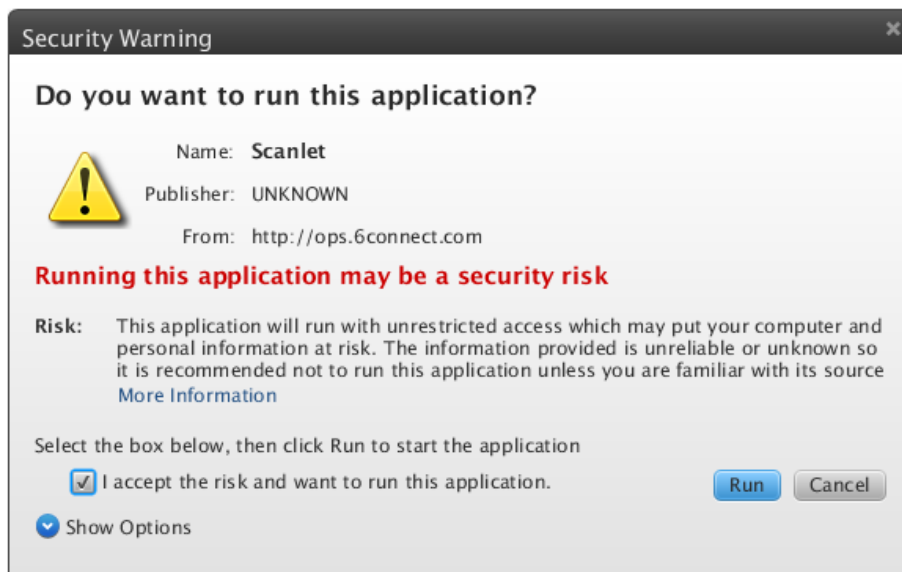 Security Warning
Do you want to run this application?
Name: Scanlet
Publisher: UNKNOWN
From: http://ops.6connect.com
Running this application may be a security risk
Risk: This application will run with unrestricted access which may put your computer and
personal information at risk. The information provided is unreliable or unknown so
it is recommended not to run this application unless you are familiar with its source
More Information
Select the box below, then click Run to start the application
I accept the risk and want to run this application.
Run Cancel
Show Options